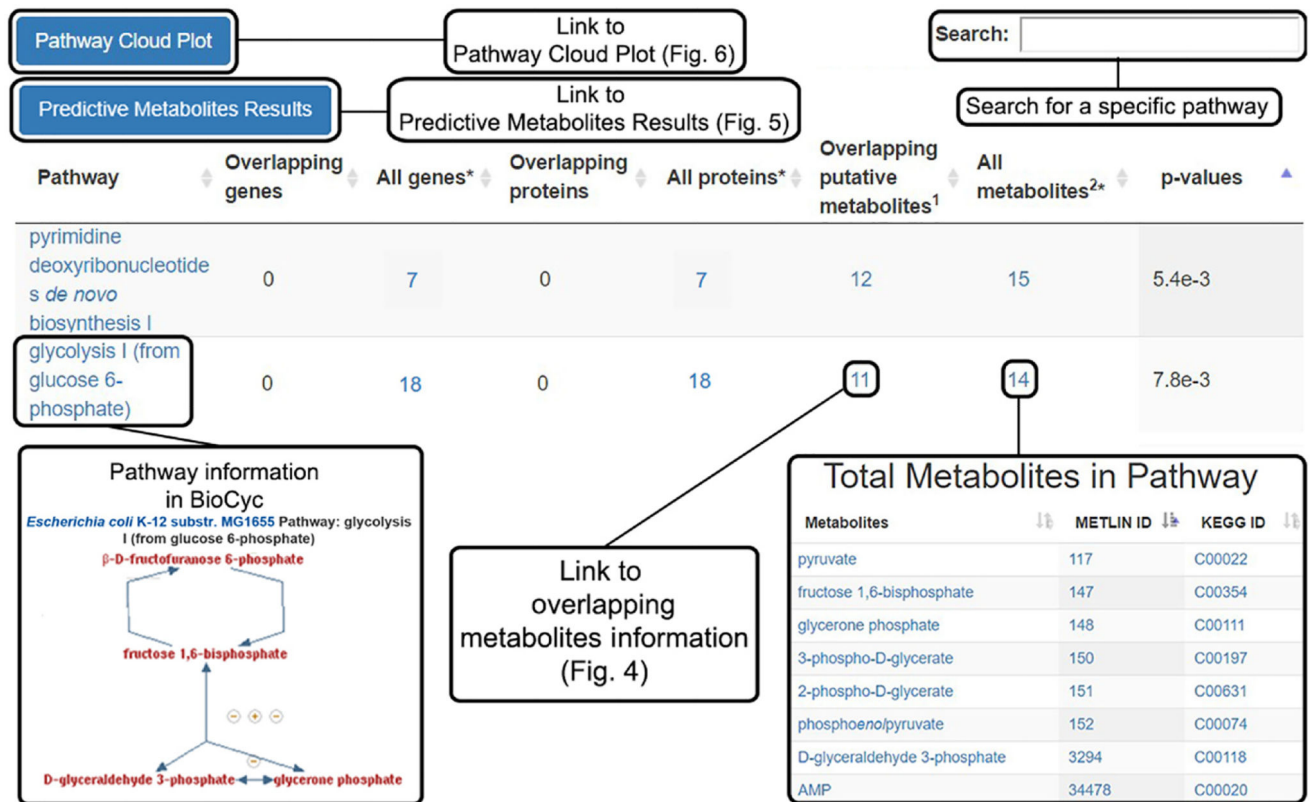 Pathway Cloud Plot
Link to
Pathway Cloud Plot (Fig. 6)
Search:
Predictive Metabolites Results
Link to
Predictive Metabolites Results (Fig. 5)
Search for a specific pathway
Pathway
Overlapping
genes
All genes*
Overlapping
proteins
All proteins*
Overlapping
putative
metabolites1
All
metabolites2*
p-values
pyrimidine
deoxyribonucleotide
s de novo
biosynthesis I
0
7
0
7
12
15
5.4e-3
glycolysis I (from
glucose 6-
phosphate)
0
18
0
18
11
14
7.8e-3
Pathway information
in BioCyc
Escherichia coli K-12 substr. MG1655 Pathway: glycolysis
I (from glucose 6-phosphate)
β-D-fructofuranose 6-phosphate
fructose 1,6-bisphosphate
D-glyceraldehyde 3-phosphate
glycerone phosphate
Link to
overlapping
metabolites information
(Fig. 4)
Total Metabolites in Pathway
Metabolites METLIN ID KEGG ID
pyruvate 117 C00022
fructose 1,6-bisphosphate 147 C00354
glycerone phosphate 148 C00111
3-phospho-D-glycerate 150 C00197
2-phospho-D-glycerate 151 C00631
phosphoenolpyruvate 152 C00074
D-glyceraldehyde 3-phosphate 3294 C00118
AMP 34478 C00020